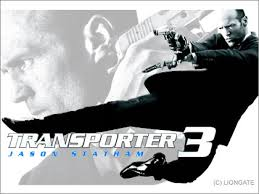 TRANSPORTER 3
JASON STATHAM
(C) LIONGATE